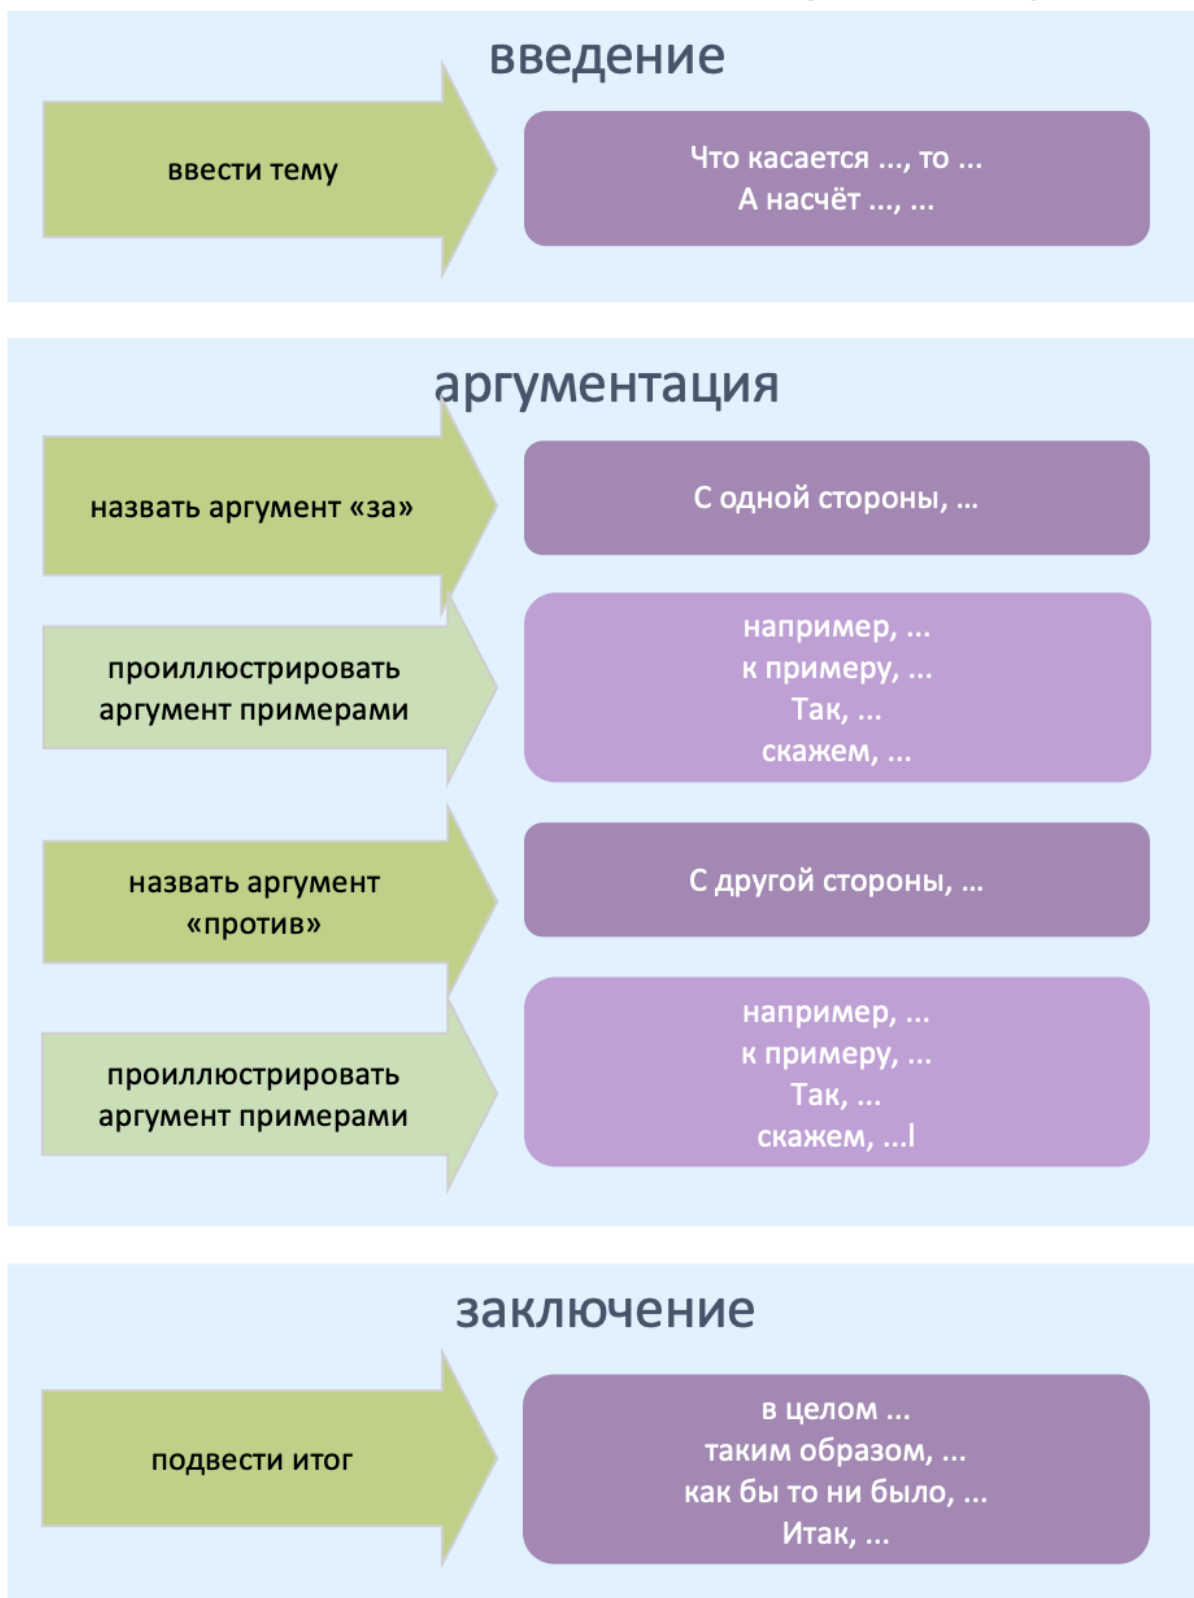 введение
ввести тему
Что касается ..., то ...
А насчёт ..., ...
аргументация
назвать аргумент «за»
С одной стороны, ...
проиллюстрировать
аргумент примерами
например, ...
к примеру, ...
Так, ...
скажем, ...
назвать аргумент
«против»
С другой стороны, ...
проиллюстрировать
аргумент примерами
например, ...
к примеру, ...
Так, ...
скажем, ...l
заключение
подвести итог
в целом ...
таким образом, ...
как бы то ни было, ...
Итак, ...